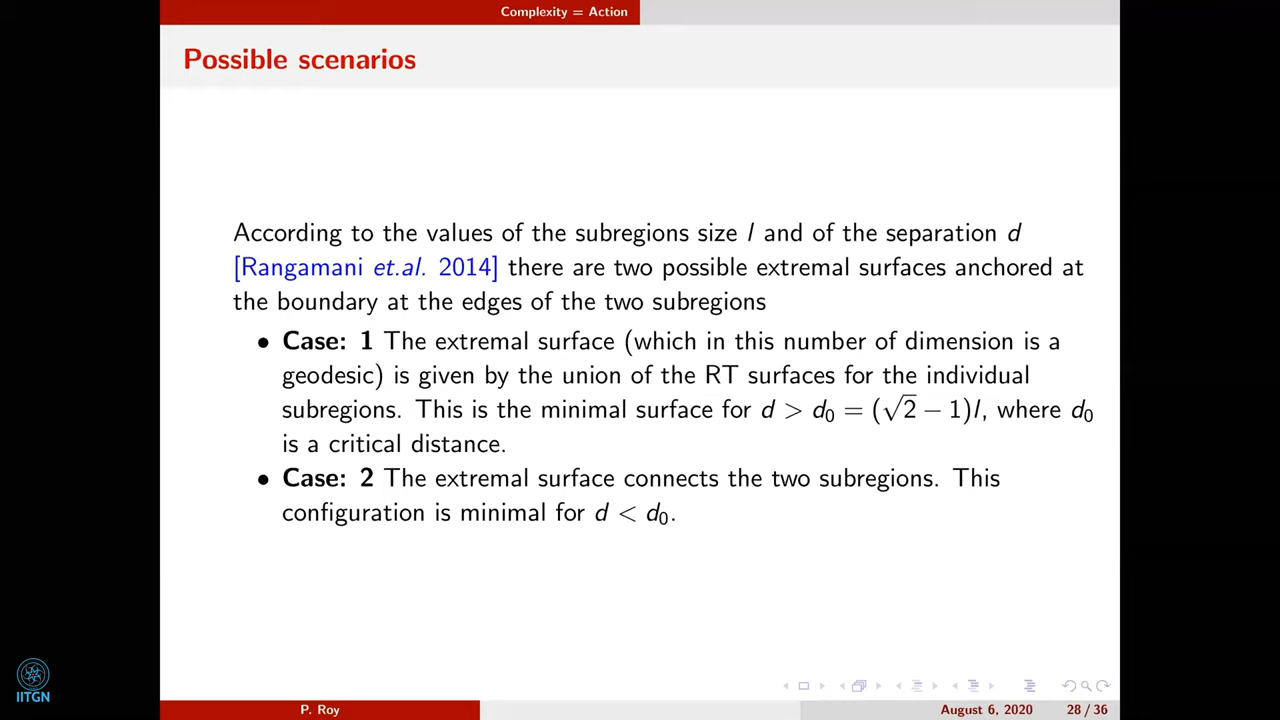 Complexity = Action
Possible scenarios
According to the values of the subregions size l and of the separation d
[Rangamani et.al. 2014] there are two possible extremal surfaces anchored at
the boundary at the edges of the two subregions
• Case: 1 The extremal surface (which in this number of dimension is a
geodesic) is given by the union of the RT surfaces for the individual
subregions. This is the minimal surface for d > d₀ = (√2 − 1)l, where d₀
is a critical distance.
• Case: 2 The extremal surface connects the two subregions. This
configuration is minimal for d < d₀.
IITGN
P. Roy
August 6, 2020
28 / 36